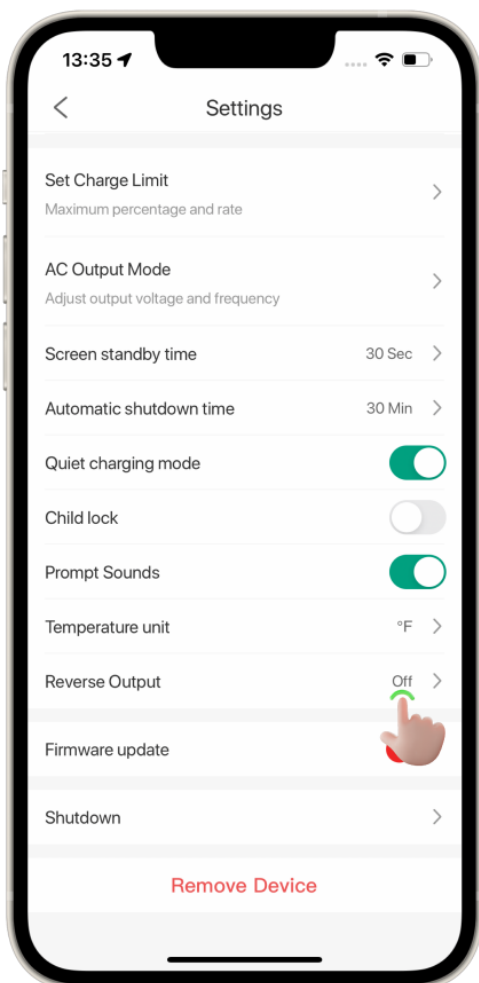 13:35
Settings
Set Charge Limit
Maximum percentage and rate
AC Output Mode
Adjust output voltage and frequency
Screen standby time 30 Sec
Automatic shutdown time 30 Min
Quiet charging mode
Child lock
Prompt Sounds
Temperature unit °F
Reverse Output Off
Firmware update
Shutdown
Remove Device